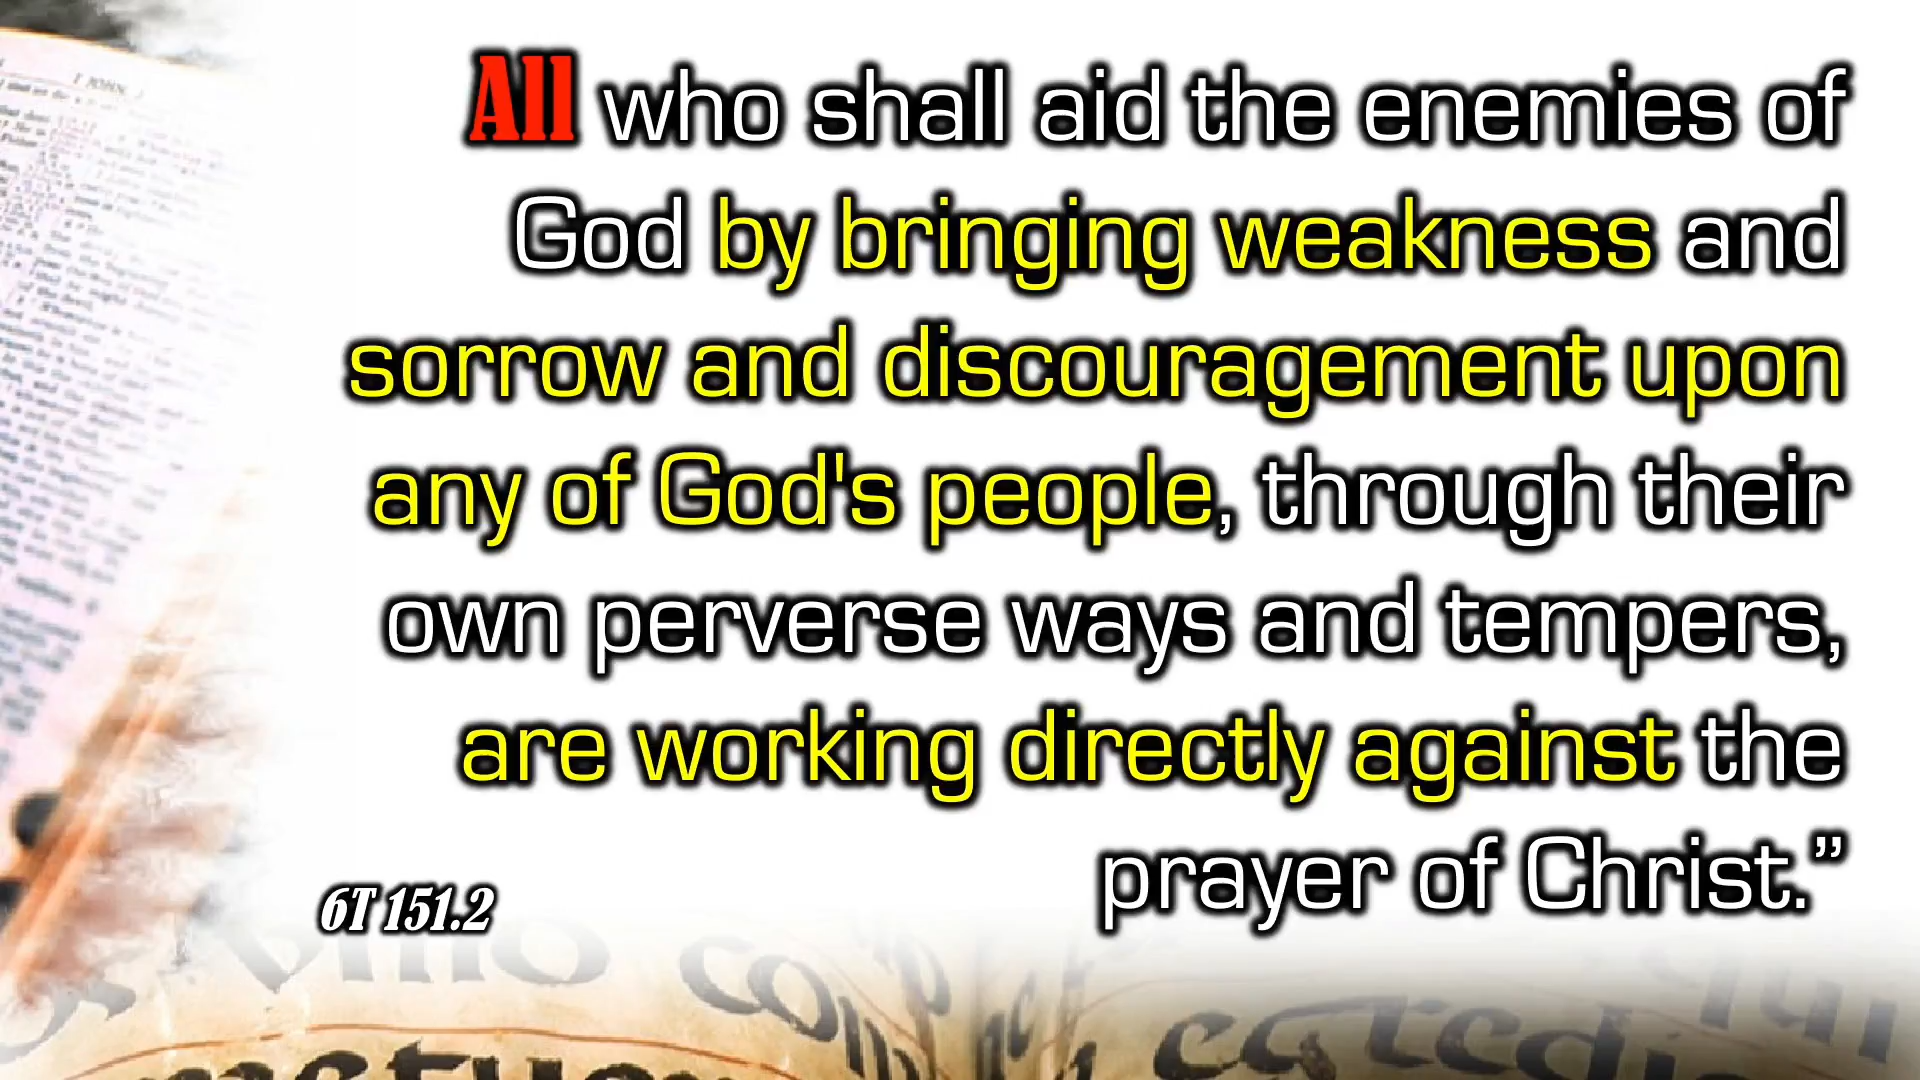 All who shall aid the enemies of
God by bringing weakness and
sorrow and discouragement upon
any of God's people, through their
own perverse ways and tempers,
are working directly against the
prayer of Christ.”
6T 151.2
I JOHN